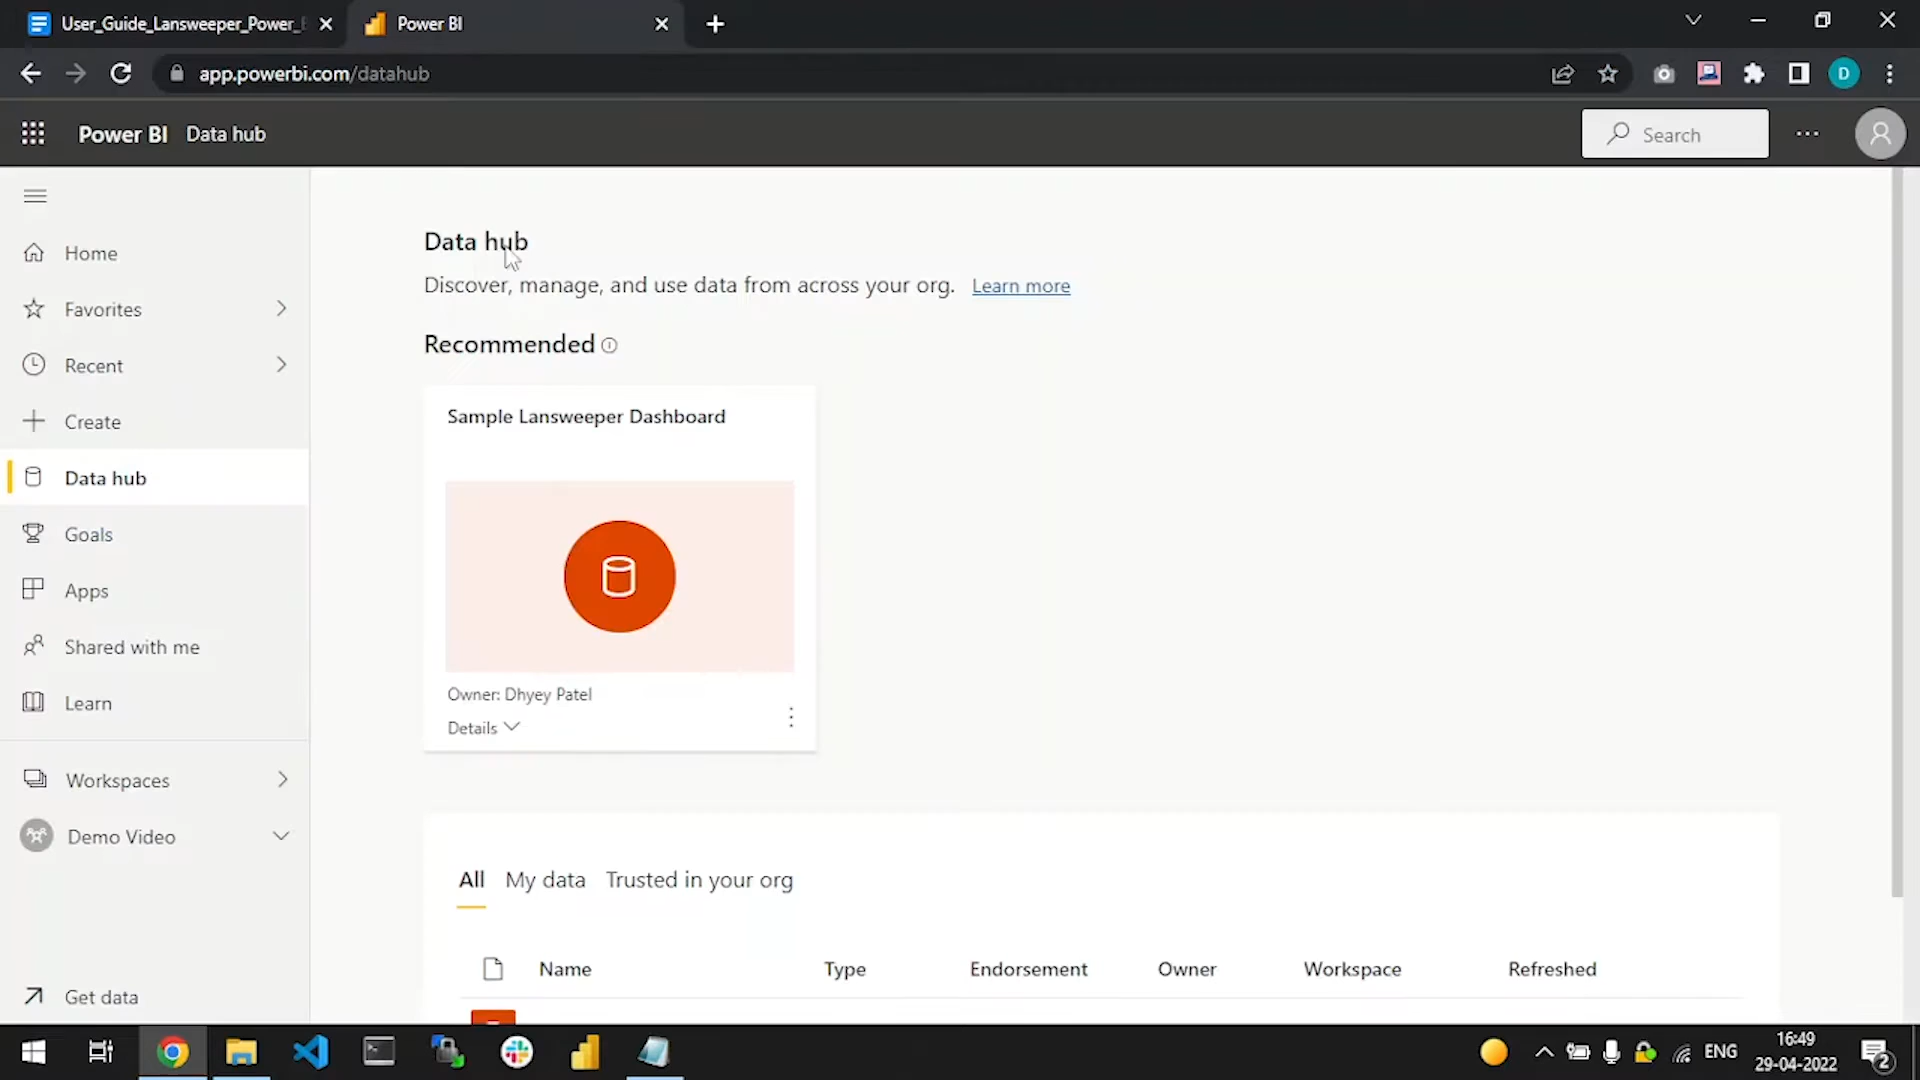 User_Guide_Lansweeper_Power_
Power BI
app.powerbi.com/datahub
D
Power BI Data hub
Search
Home
Favorites
Recent
Create
Data hub
Goals
Apps
Shared with me
Learn
Workspaces
Demo Video
Get data
Data hub
Discover, manage, and use data from across your org. Learn more
Recommended
Sample Lansweeper Dashboard
Owner: Dhyey Patel
Details
All My data Trusted in your org
Name Type Endorsement Owner Workspace Refreshed
ENG
16:49
29-04-2022
2